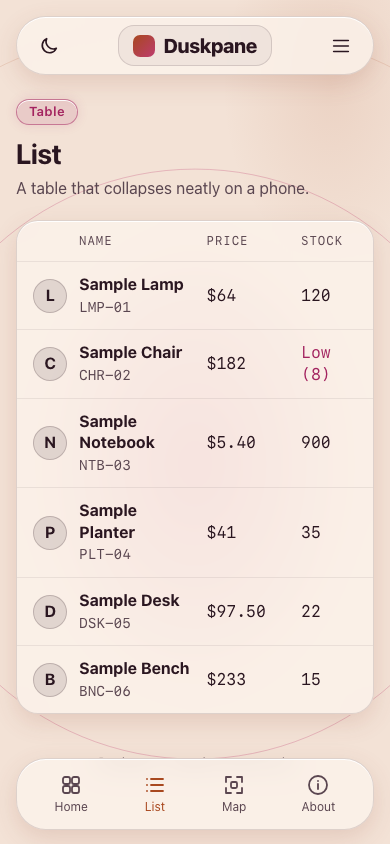 Duskpane
Table
List
A table that collapses neatly on a phone.
NAME PRICE STOCK
L Sample Lamp $64 120
LMP-01
C Sample Chair $182 Low
CHR-02 (8)
N Sample
Notebook $5.40 900
NTB-03
P Sample
Planter $41 35
PLT-04
D Sample Desk $97.50 22
DSK-05
B Sample Bench $233 15
BNC-06
Home List Map About